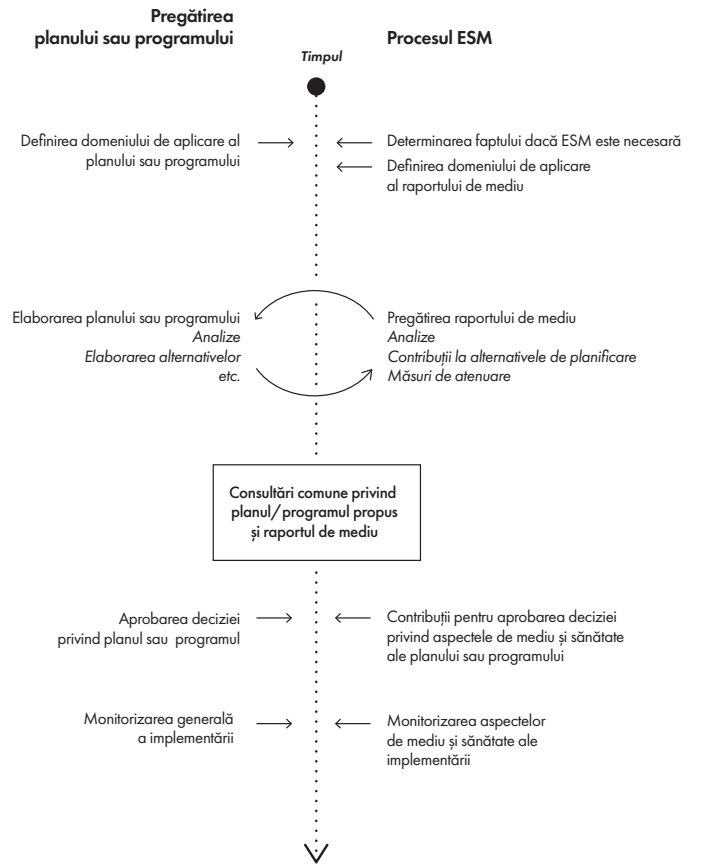 Pregătirea
planului sau programului
Timpul
Procesul ESM
Definirea domeniului de aplicare al
planului sau programului
Determinarea faptului dacă ESM este necesară
Definirea domeniului de aplicare
al raportului de mediu
Elaborarea planului sau programului
Analize
Elaborarea alternativelor
etc.
Pregătirea raportului de mediu
Analize
Contribuții la alternativele de planificare
Măsuri de atenuare
Consultări comune privind
planul/programul propus
și raportul de mediu
Aprobarea deciziei
privind planul sau programul
Contribuții pentru aprobarea deciziei
privind aspectele de mediu și sănătate
ale planului sau programului
Monitorizarea generală
a implementării
Monitorizarea aspectelor
de mediu și sănătate ale
implementării